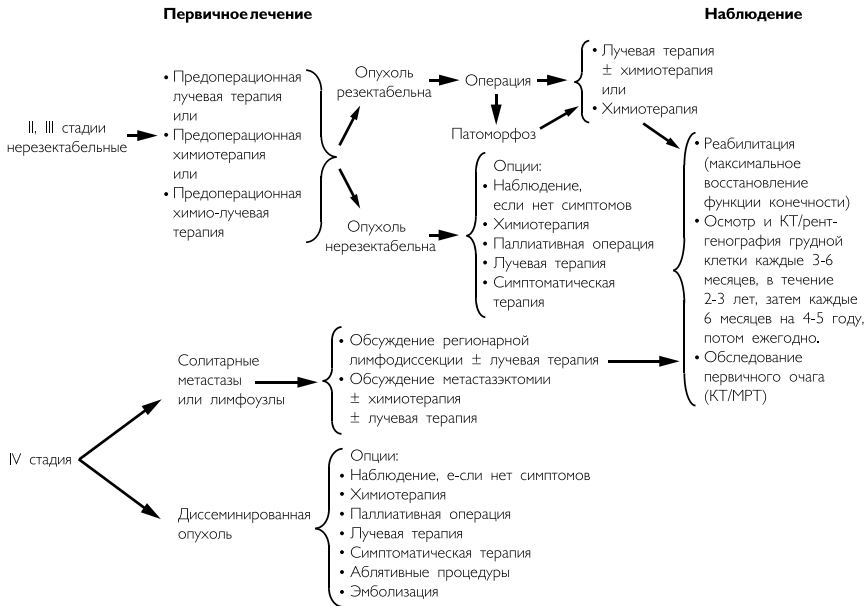 Первичное лечение
Наблюдение
II, III стадии
нерезектабельные
• Предоперационная
лучевая терапия
или
• Предоперационная
химиотерапия
или
• Предоперационная
химио-лучевая
терапия
Опухоль
резектабельна
Операция
Патоморфоз
• Лучевая терапия
± химиотерапия
или
• Химиотерапия
Опухоль
нерезектабельна
Опции:
• Наблюдение,
если нет симптомов
• Химиотерапия
• Паллиативная операция
• Лучевая терапия
• Симптоматическая
терапия
• Реабилитация
(максимальное
восстановление
функции конечности)
• Осмотр и КТ/рент-
генография грудной
клетки каждые 3-6
месяцев, в течение
2-3 лет, затем каждые
6 месяцев на 4-5 году,
потом ежегодно.
• Обследование
первичного очага
(КТ/МРТ)
IV стадия
Солитарные
метастазы
или лимфоузлы
• Обсуждение регионарной
лимфодиссекции ± лучевая терапия
• Обсуждение метастазэктомии
± химиотерапия
± лучевая терапия
Диссеминированная
опухоль
Опции:
• Наблюдение, е-сли нет симптомов
• Химиотерапия
• Паллиативная операция
• Лучевая терапия
• Симптоматическая терапия
• Аблятивные процедуры
• Эмболизация